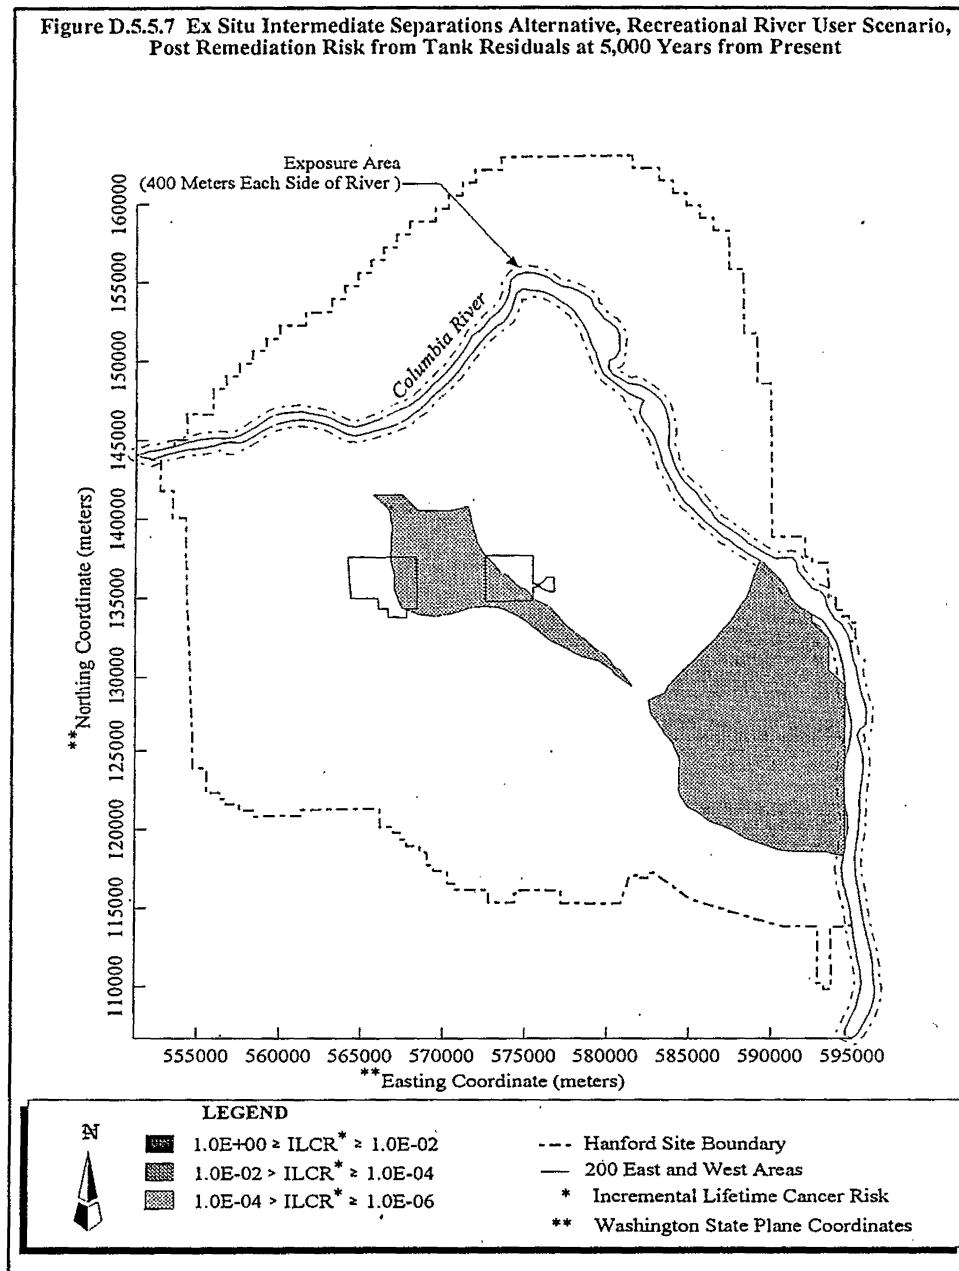 Figure D.5.5.7 Ex Situ Intermediate Separations Alternative, Recreational River User Scenario,
Post Remediation Risk from Tank Residuals at 5,000 Years from Present
Exposure Area
(400 Meters Each Side of River )
Columbia River
**Northing Coordinate (meters)
160000
155000
150000
145000
140000
135000
130000
125000
120000
115000
110000
555000 560000 565000 570000 575000 580000 585000 590000 595000
**Easting Coordinate (meters)
LEGEND
N
1.0E+00 ≥ ILCR* ≥ 1.0E-02
1.0E-02 > ILCR* ≥ 1.0E-04
1.0E-04 > ILCR* ≥ 1.0E-06
Hanford Site Boundary
200 East and West Areas
* Incremental Lifetime Cancer Risk
** Washington State Plane Coordinates